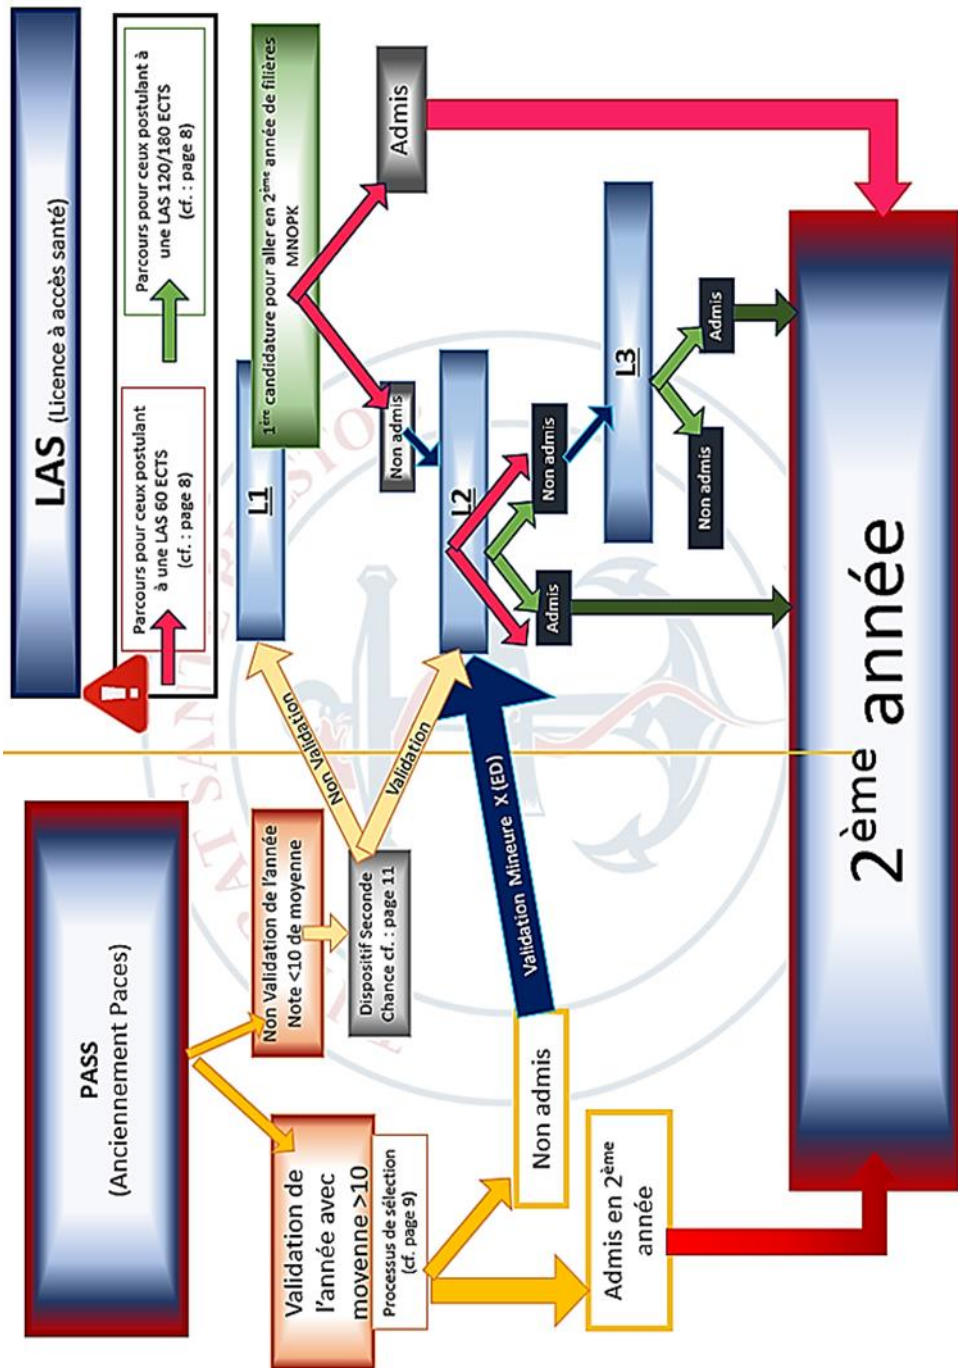 PASS
(Anciennement Paces)
Validation de
l'année avec
moyenne >10
Processus de sélection
(cf. page 9)
Non Validation de l'année
Note <10 de moyenne
Dispositif Seconde
Chance cf. : page 11
Non Validation
Validation
Non admis
Validation Mineure X (ED)
Admis en 2ème
année
LAS (Licence à accès santé)
!
Parcours pour ceux postulant
à une LAS 60 ECTS
(cf. : page 8)
Parcours pour ceux postulant à
une LAS 120/180 ECTS
(cf. : page 8)
L1
1ère candidature pour aller en 2ème année de filières
MNOPK
Non admis
Admis
L2
Admis
Non admis
L3
Non admis
Admis
2ème année